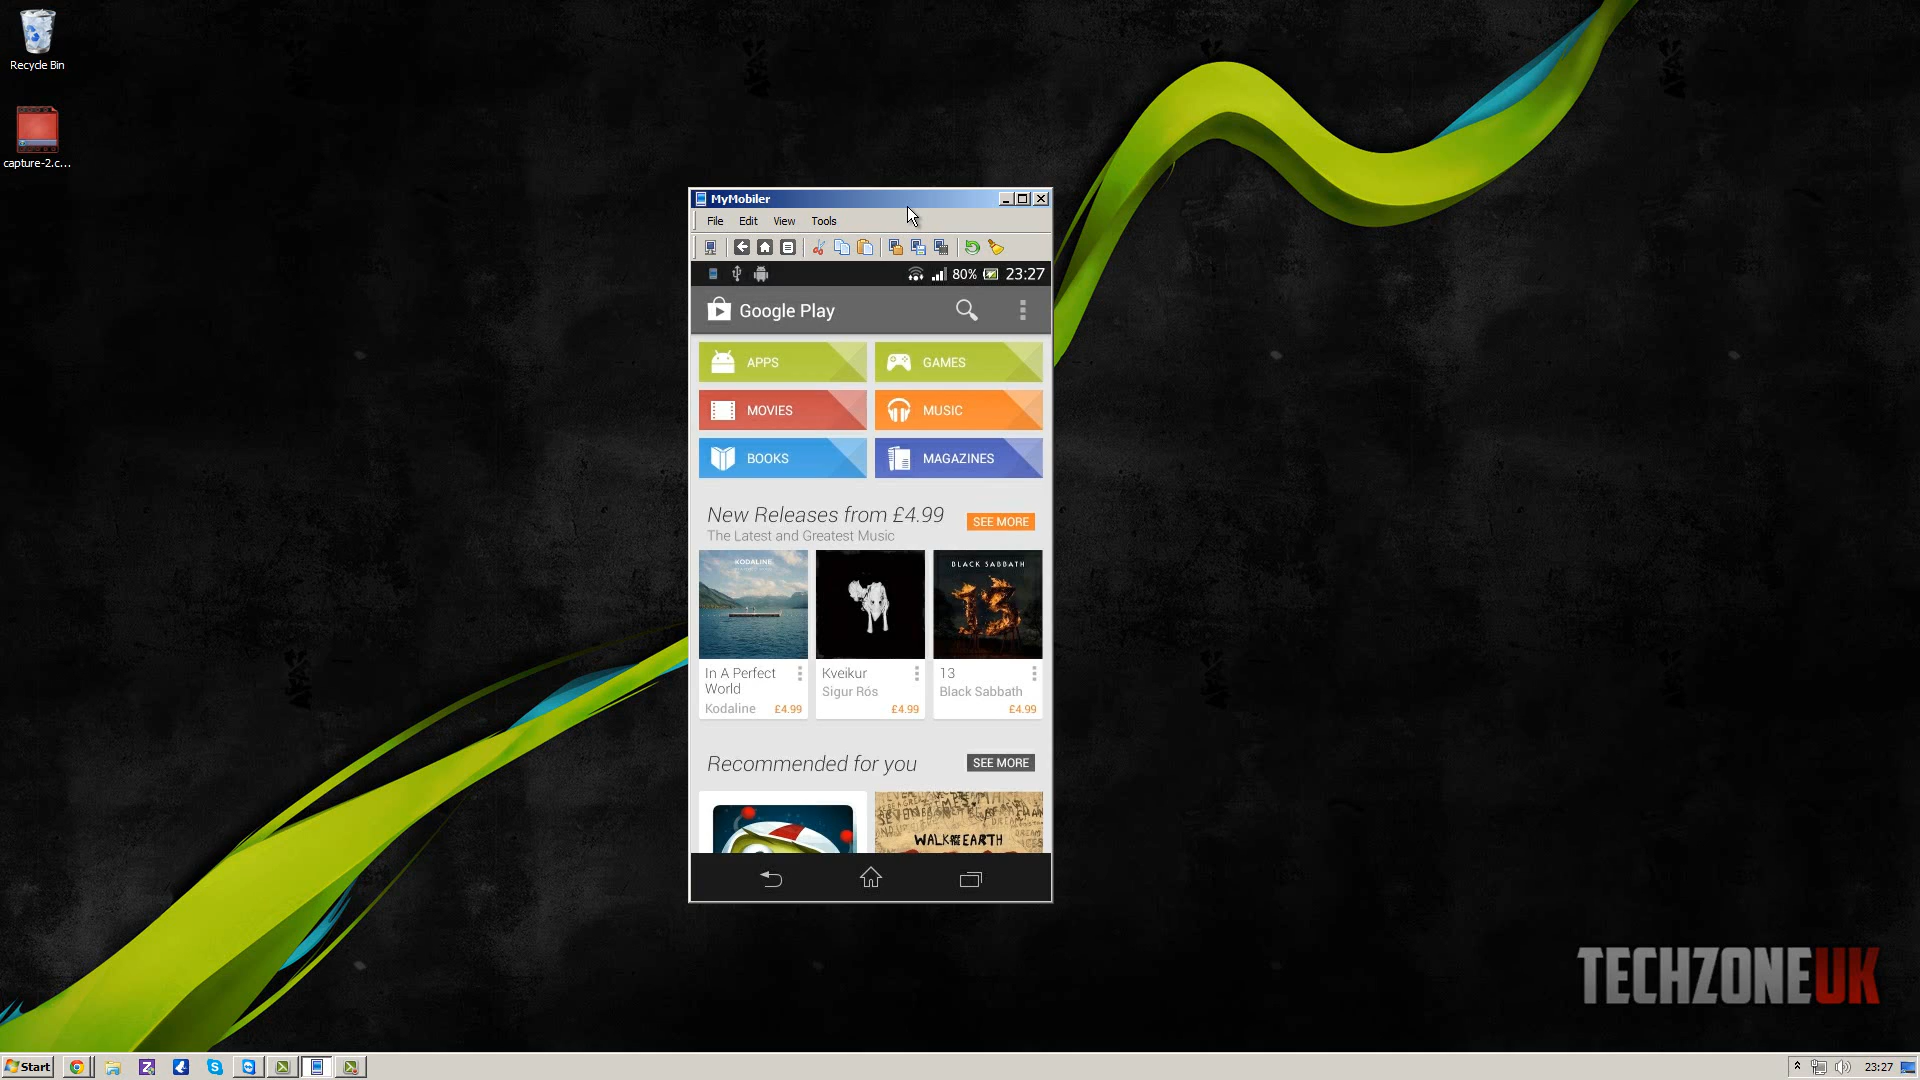 Recycle Bin
capture-2.c...
MyMobiler
File Edit View Tools
80% 23:27
Google Play
APPS GAMES
MOVIES MUSIC
BOOKS MAGAZINES
New Releases from £4.99
SEE MORE
The Latest and Greatest Music
KODALINE
BLACK SABBATH
13
In A Perfect World
Kodaline £4.99
Kveikur
Sigur Rós
£4.99
13
Black Sabbath
£4.99
Recommended for you
SEE MORE
WALK OFF THE EARTH
TECHZONEUK
Start
23:27